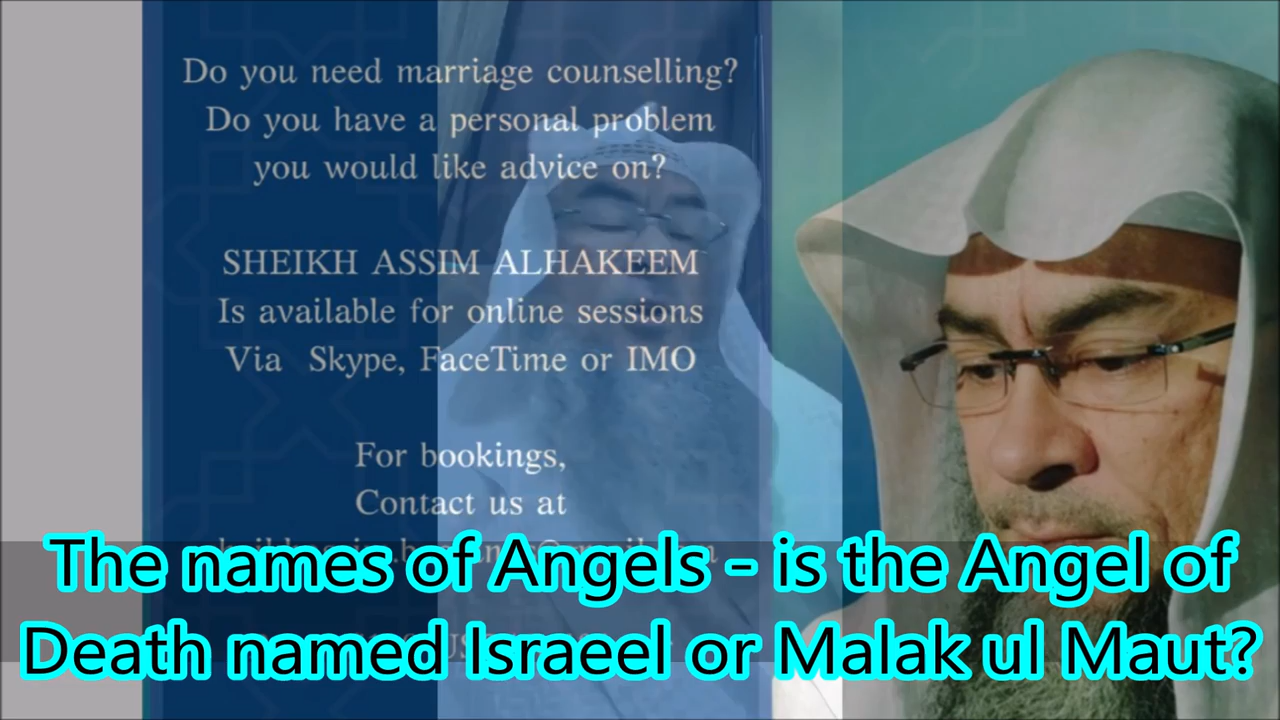 Do you need marriage counselling?
Do you have a personal problem
you would like advice on?
SHEIKH ASSIM ALHAKEEM
Is available for online sessions
Via Skype, FaceTime or IMO
For bookings,
Contact us at
The names of Angels - is the Angel of
Death named Israeel or Malak ul Maut?